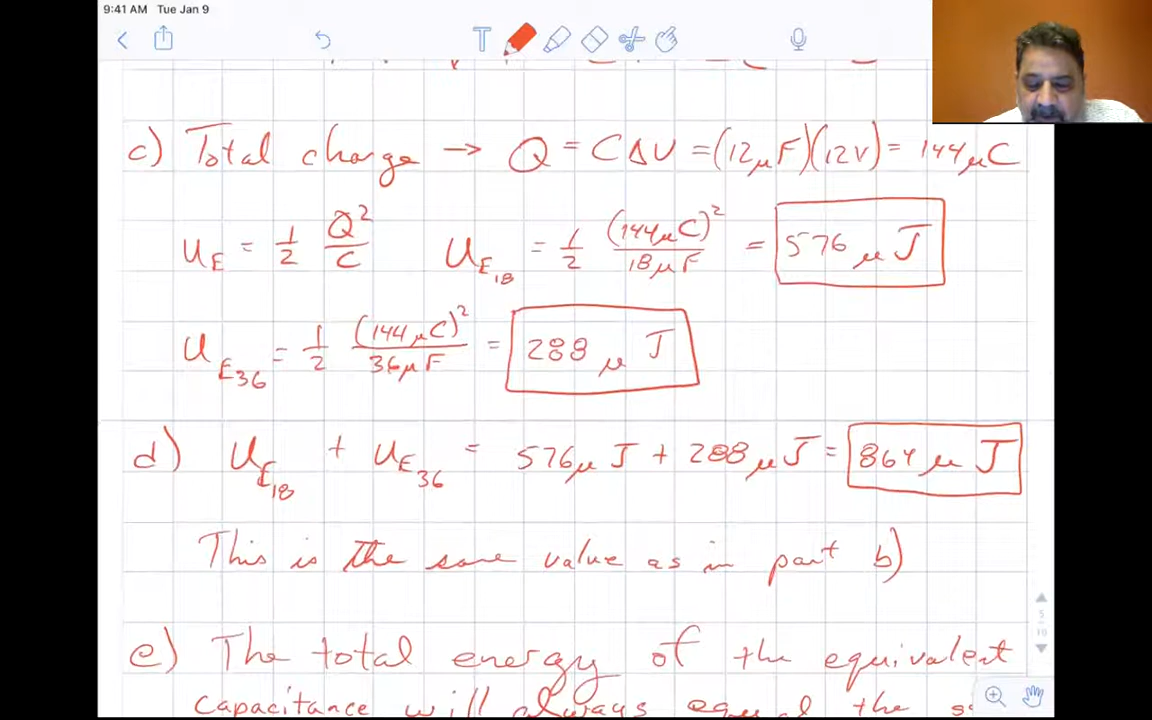 9:41 AM Tue Jan 9
T
c) Total charge → Q = CΔV = (12μF)(12V) = 144μC
U_E = 1/2 Q²/C U_E18 = 1/2 (144μC)²/18μF = 576 μJ
U_E36 = 1/2 (144μC)²/36μF = 288 μJ
d) U_E18 + U_E36 = 576μJ + 288μJ = 864 μJ
This is the same value as in part b)
5
10
e) The total energy of the equivalent
capacitance will always equal the